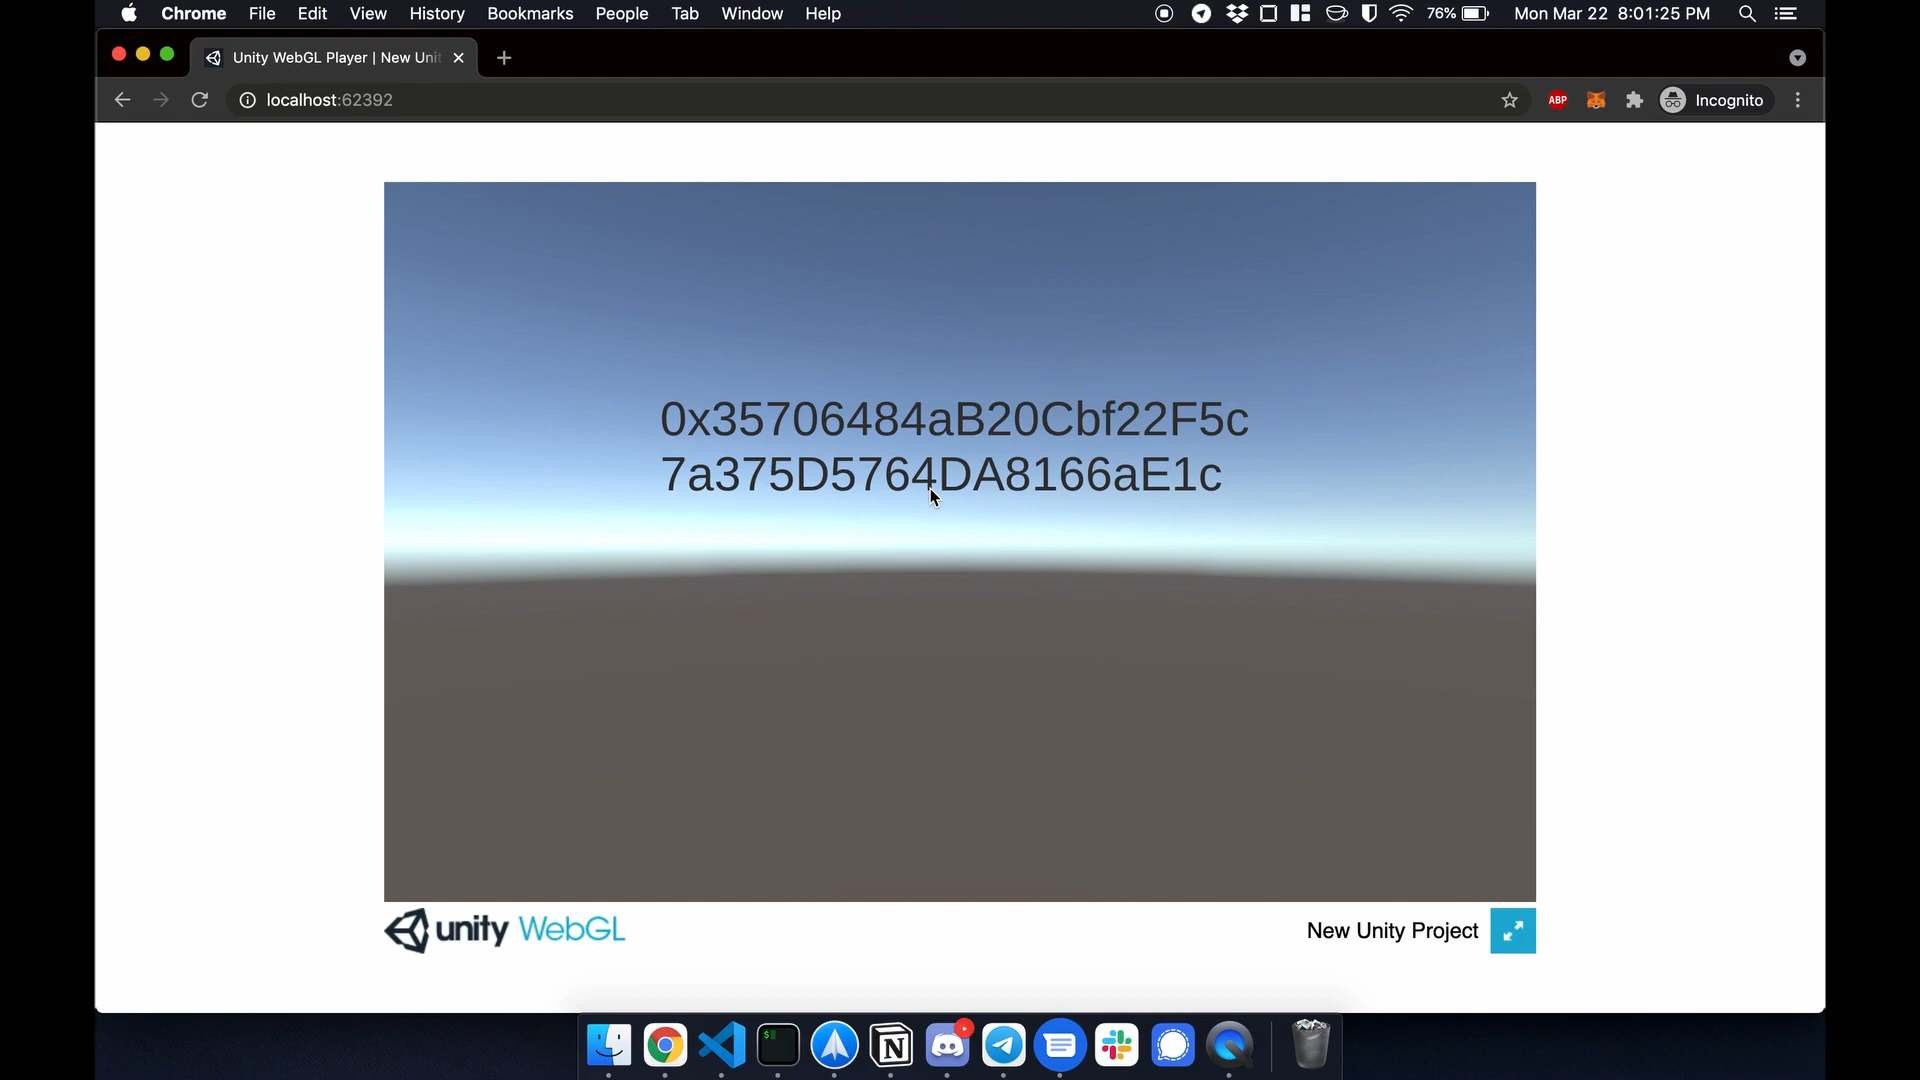 Chrome File Edit View History Bookmarks People Tab Window Help 76% Mon Mar 22 8:01:25 PM
Unity WebGL Player | New Unit
localhost:62392 ABP Incognito
0x35706484aB20Cbf22F5c
7a375D5764DA8166aE1c
unity WebGL New Unity Project